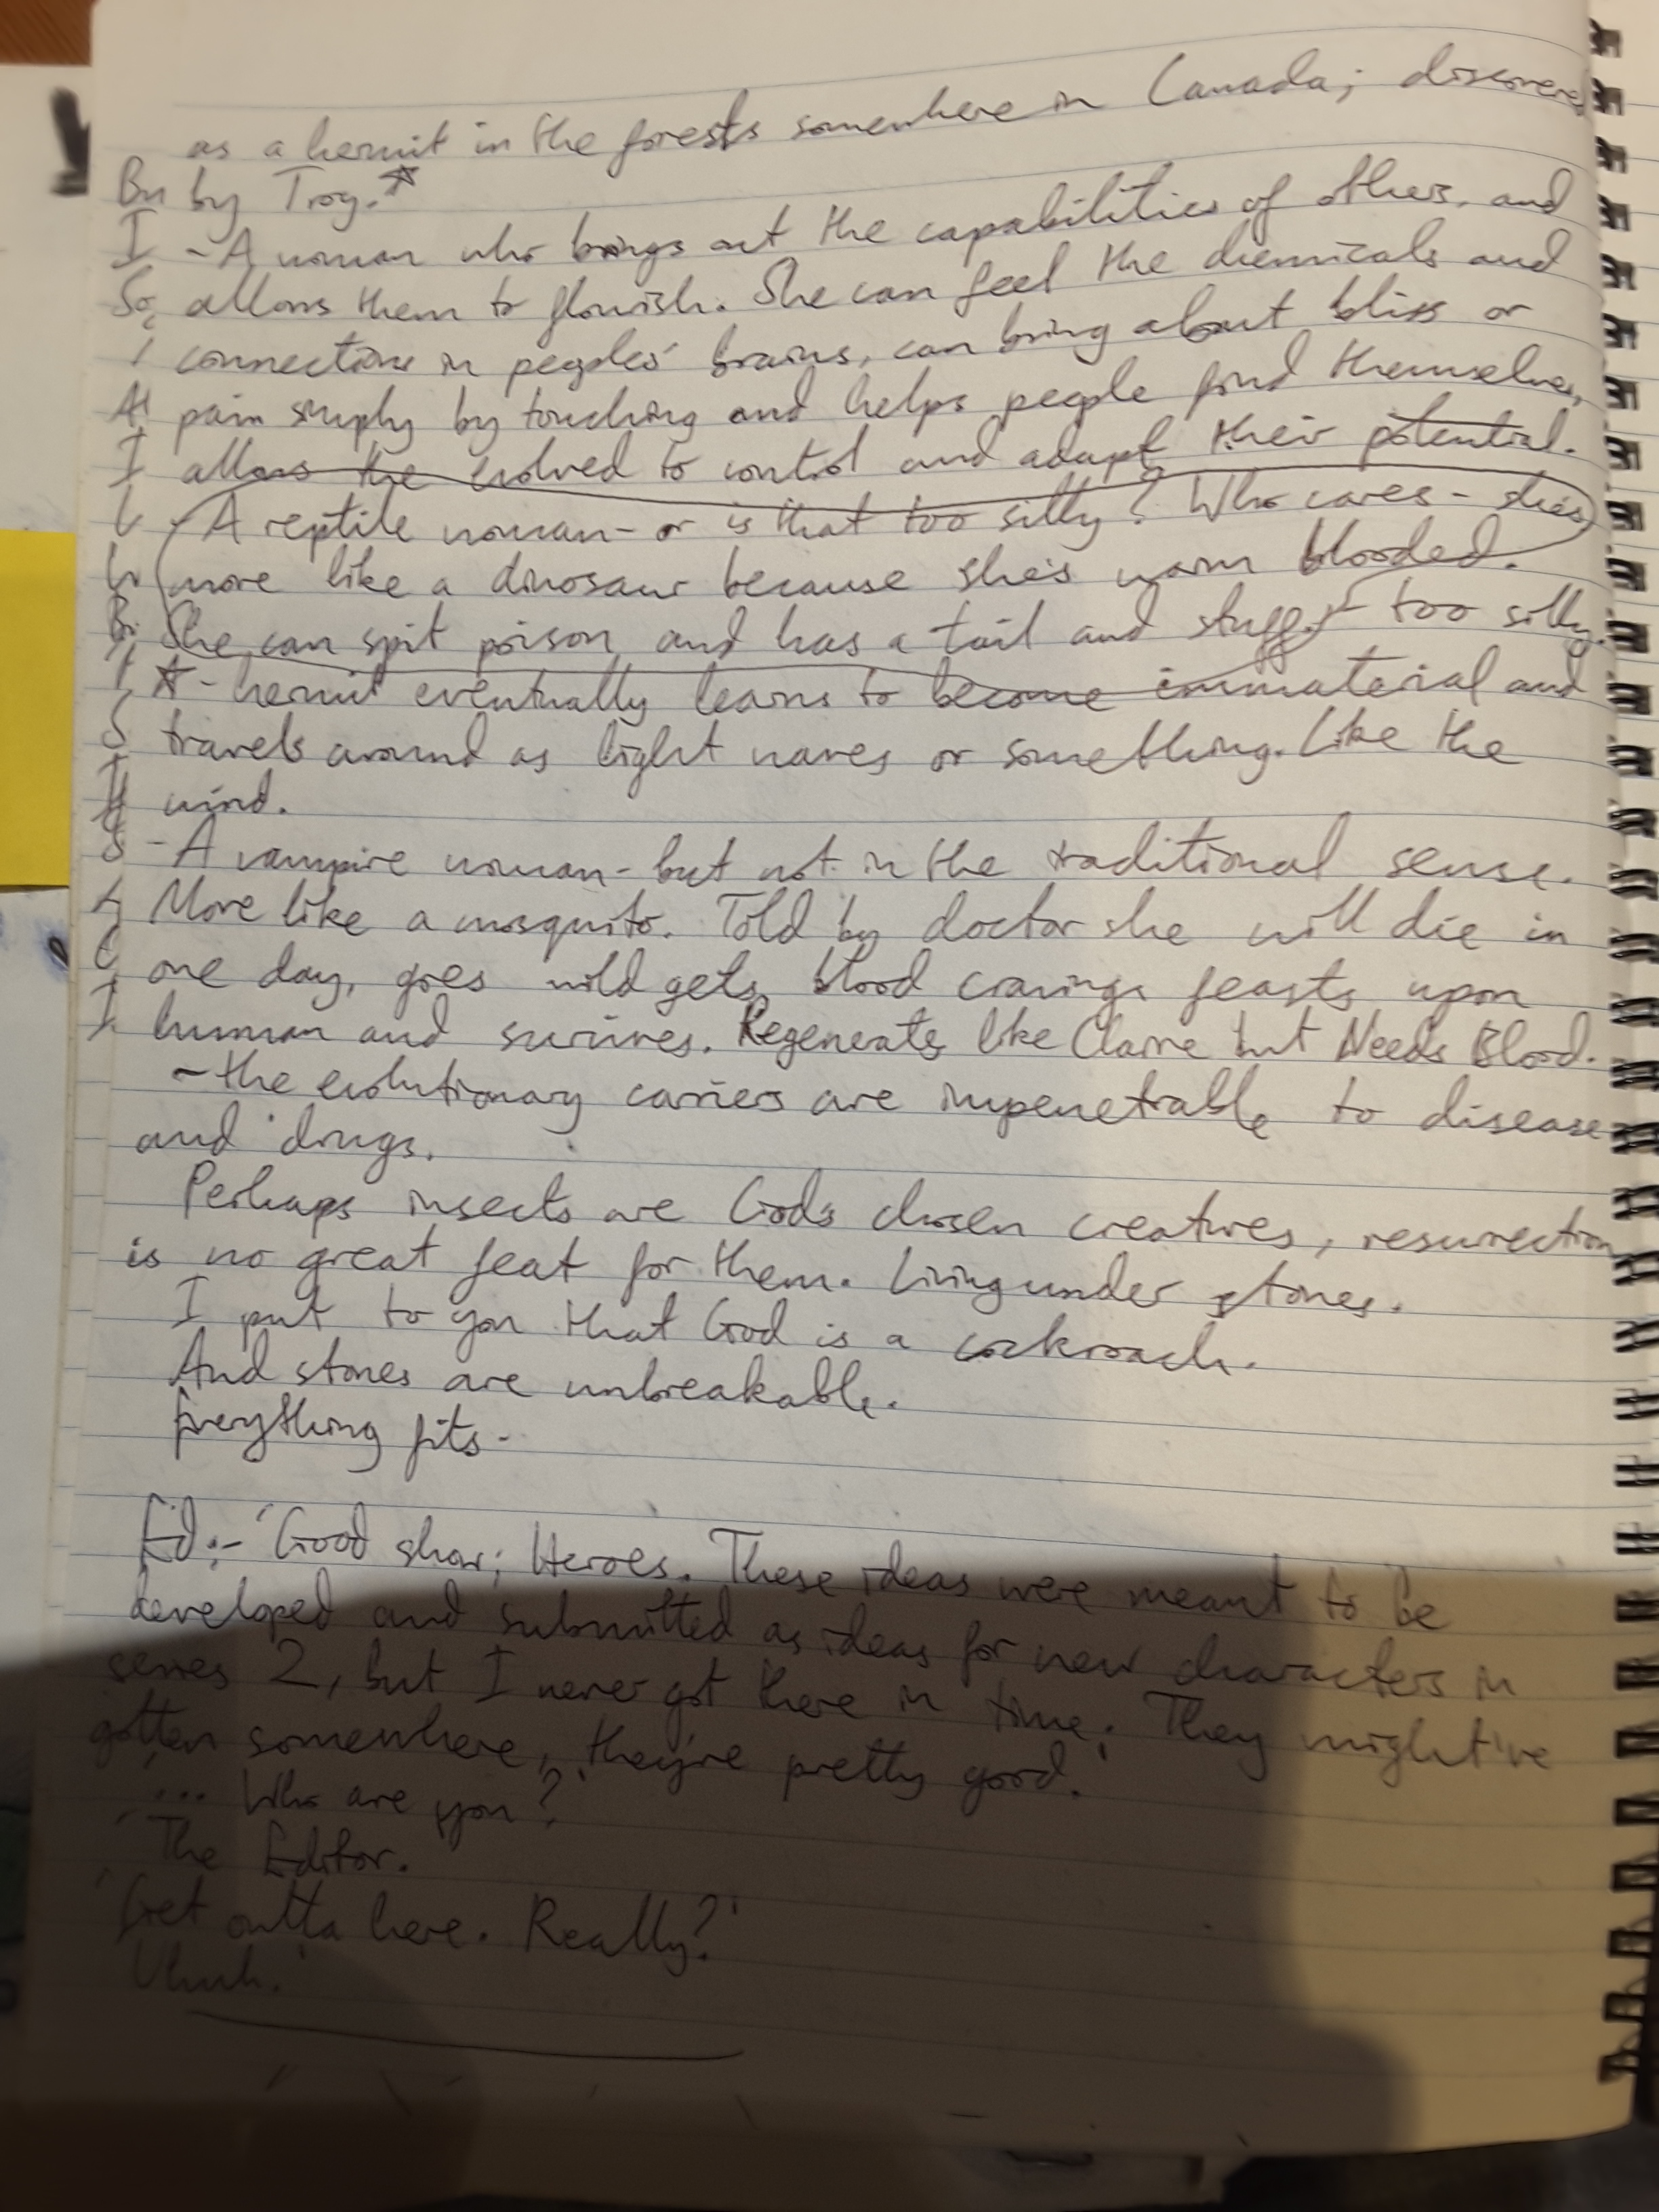 as a hermit in the forests somewhere in Canada; discovered
by Troy.☆
- A woman who brings out the capabilities of others, and
allows them to flourish. She can feel the chemicals and
connections in peoples' brains, can bring about bliss or
pain simply by touching and helps people find themselves,
allows the evolved to control and adapt their potential.
A reptile woman - or is that too silly? Who cares - she's
more like a dinosaur because she's warm blooded.
She can spit poison and has a tail and stuff. - too silly.
☆ - hermit eventually learns to become immaterial and
travels around as light waves or something. Like the
wind.
- A vampire woman - but not in the traditional sense.
More like a mosquito. Told by doctor she will die in
one day, goes wild gets blood cravings feasts upon
human and survives. Regenerates like Claire but Needs Blood.
- the evolutionary carriers are impenetrable to disease
and drugs.
Perhaps insects are God's chosen creatures, resurrection
is no great feat for them. Living under stones.
I put to you that God is a cockroach.
And stones are unbreakable.
Everything fits.
Ed:- 'Good show; Heroes. These ideas were meant to be
developed and submitted as ideas for new characters in
series 2, but I never got there in time. They might've
gotten somewhere, they're pretty good.'
'... Who are you?'
'The Editor.
'Get outta here. Really?'
'Uhuh.'
Bu
I
So
I